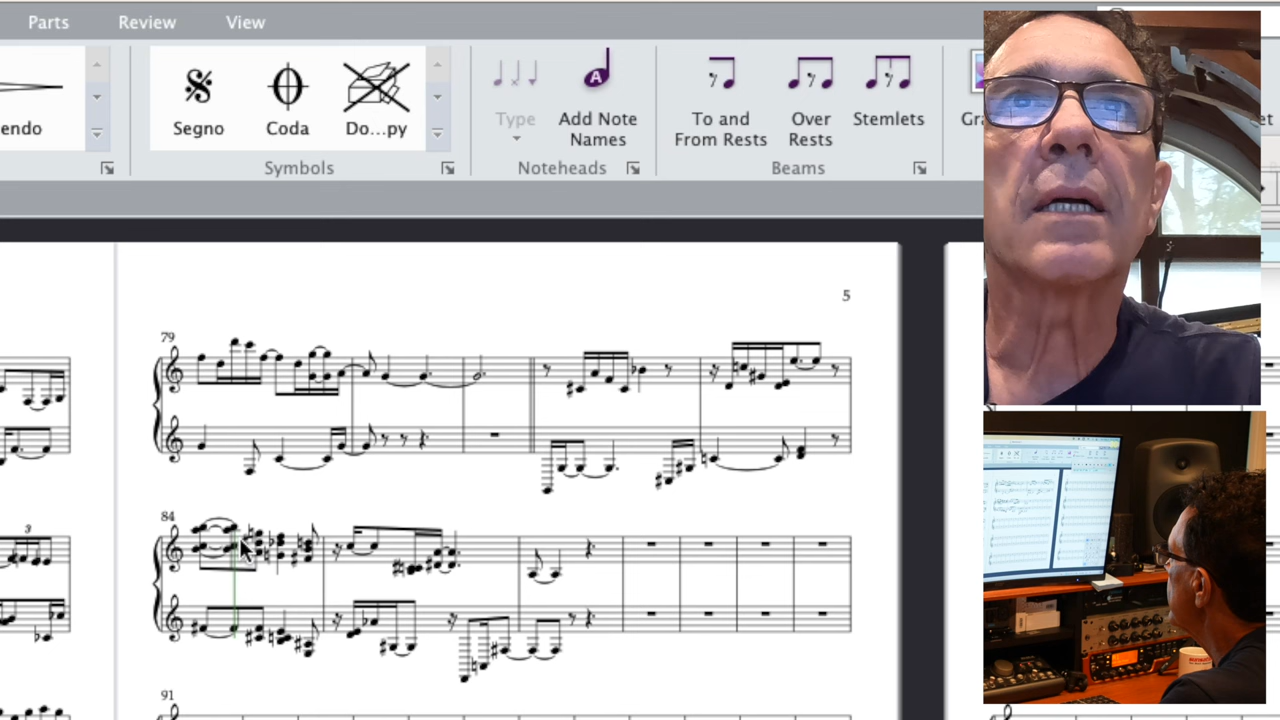 Parts Review View
endo
Segno Coda Do...py
Type
Add Note
Names
To and
From Rests
Over
Rests
Stemlets
Symbols Noteheads Beams
A
5
79
84
3
91